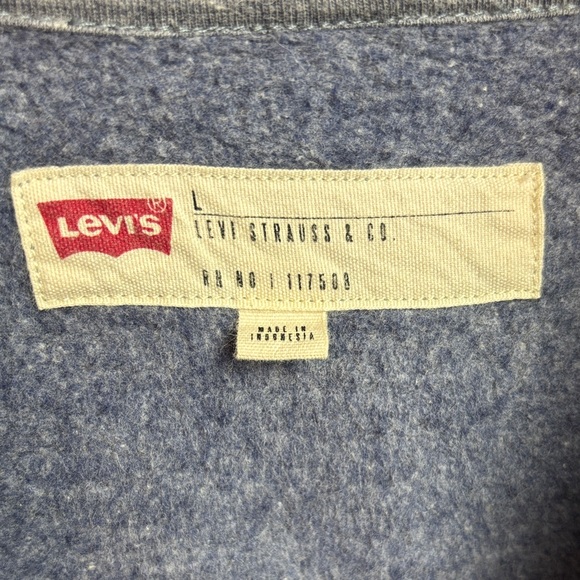 LEVI'S®
L
LEVI STRAUSS & CO.
RN NO | 117508
MADE IN
INDONESIA